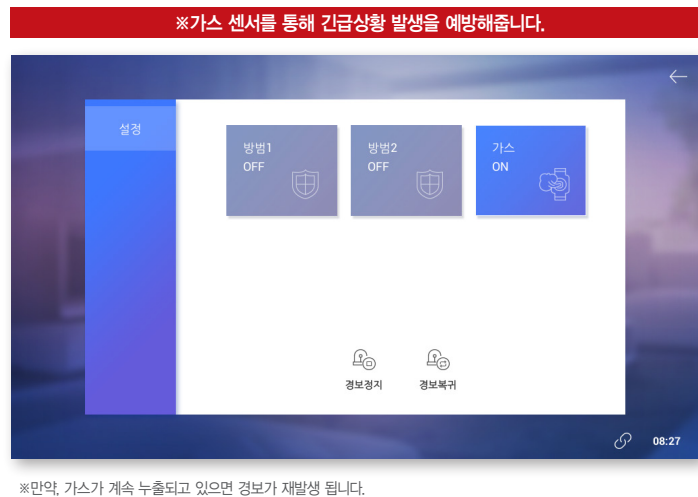 ※가스 센서를 통해 긴급상황 발생을 예방해줍니다.
설정
방범1
OFF
방범2
OFF
가스
ON
경보정지 경보복귀
08:27
※만약, 가스가 계속 누출되고 있으면 경보가 재발생 됩니다.